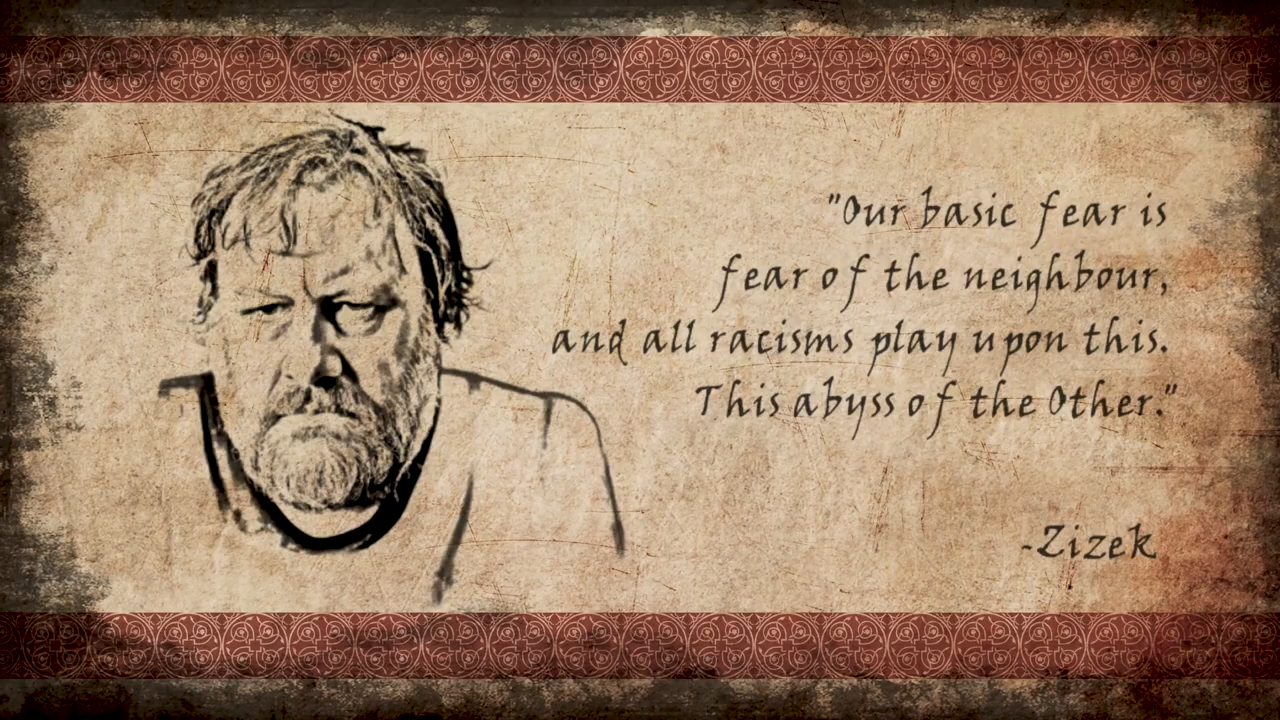 "Our basic fear is
fear of the neighbour,
and all racisms play upon this.
This abyss of the Other."
-Zizek